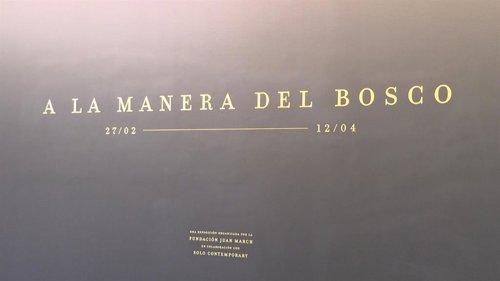 A LA MANERA DEL BOSCO
27/02 12/04
UNA EXPOSICIÓN ORGANIZADA POR LA
FUNDACIÓN JUAN MARCH
EN COLABORACIÓN CON
SOLO CONTEMPORARY